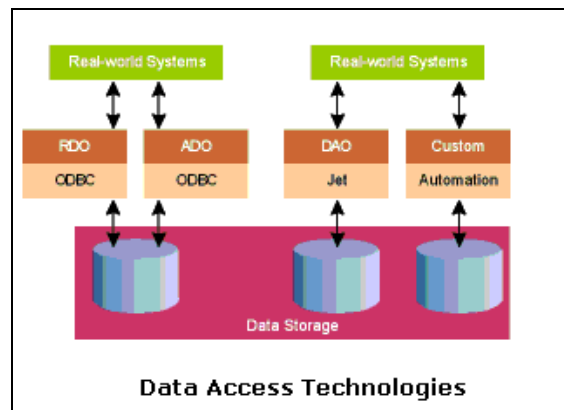 Real-world Systems
Real-world Systems
RDO
ADO
DAO
Custom
ODBC
ODBC
Jet
Automation
Data Storage
Data Access Technologies